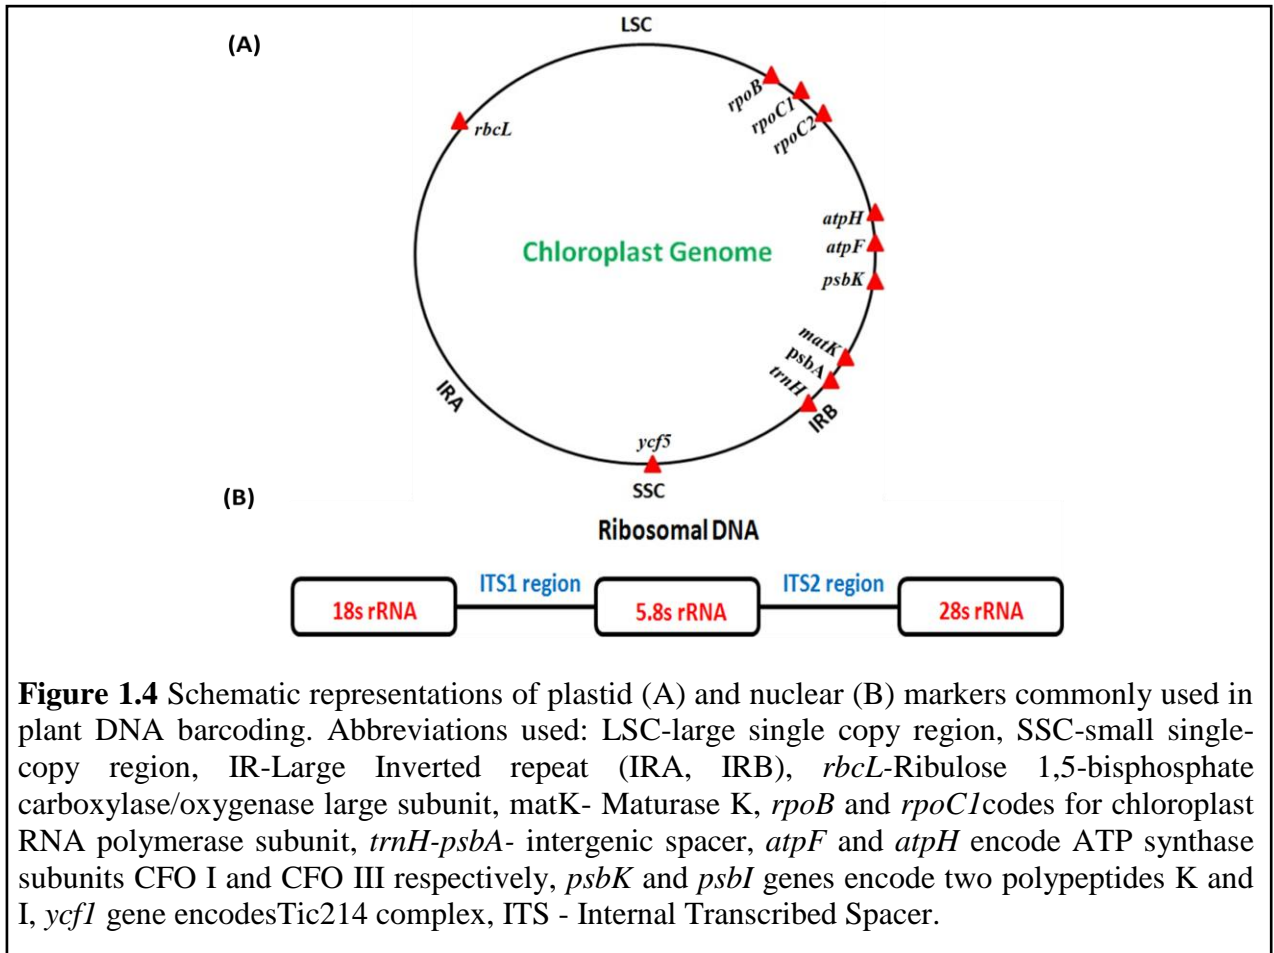 (A)
LSC
rpoB
rpoC1
rpoC2
rbcL
atpH
Chloroplast Genome
atpF
psbK
matK
psbA
trnH
IRA
IRB
ycf5
SSC
(B)
Ribosomal DNA
ITS1 region
ITS2 region
18s rRNA
5.8s rRNA
28s rRNA
Figure 1.4 Schematic representations of plastid (A) and nuclear (B) markers commonly used in
plant DNA barcoding. Abbreviations used: LSC-large single copy region, SSC-small single-
copy region, IR-Large Inverted repeat (IRA, IRB), rbcL-Ribulose 1,5-bisphosphate
carboxylase/oxygenase large subunit, matK- Maturase K, rpoB and rpoC1codes for chloroplast
RNA polymerase subunit, trnH-psbA- intergenic spacer, atpF and atpH encode ATP synthase
subunits CFO I and CFO III respectively, psbK and psbI genes encode two polypeptides K and
I, ycf1 gene encodesTic214 complex, ITS - Internal Transcribed Spacer.